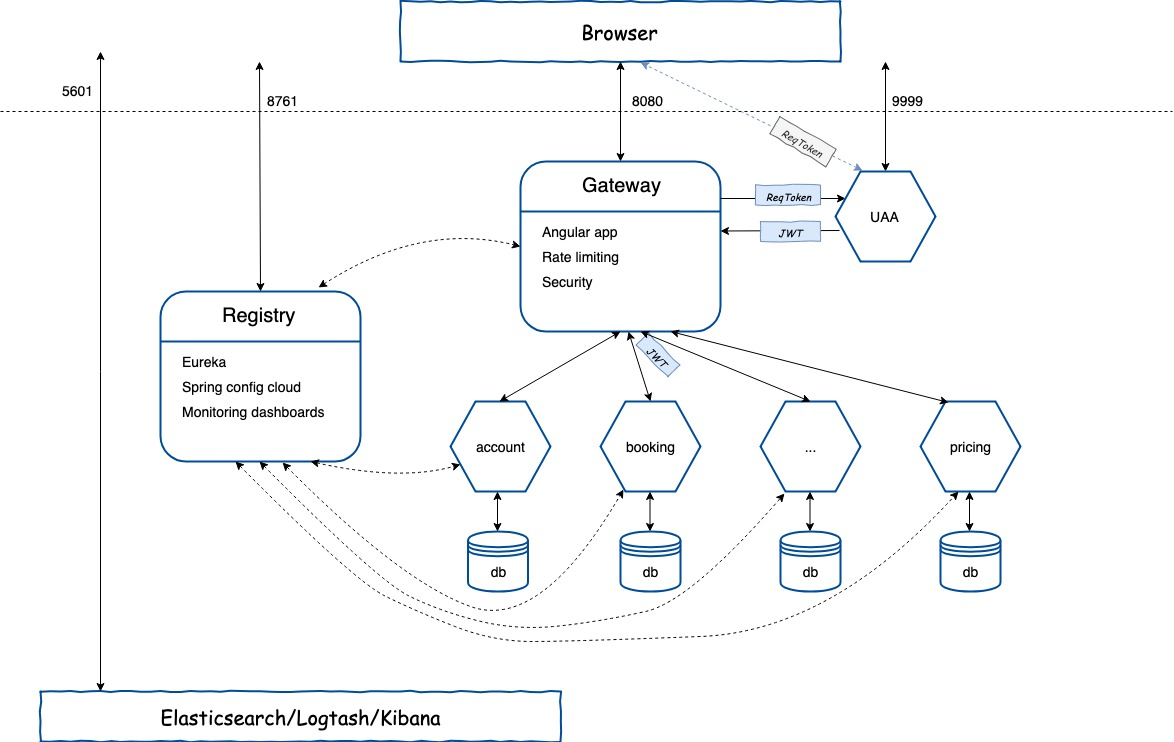 Browser
5601
8761
8080
9999
ReqToken
Gateway
Angular app
Rate limiting
Security
ReqToken
JWT
UAA
Registry
Eureka
Spring config cloud
Monitoring dashboards
JWT
account
booking
...
pricing
db
db
db
db
Elasticsearch/Logtash/Kibana